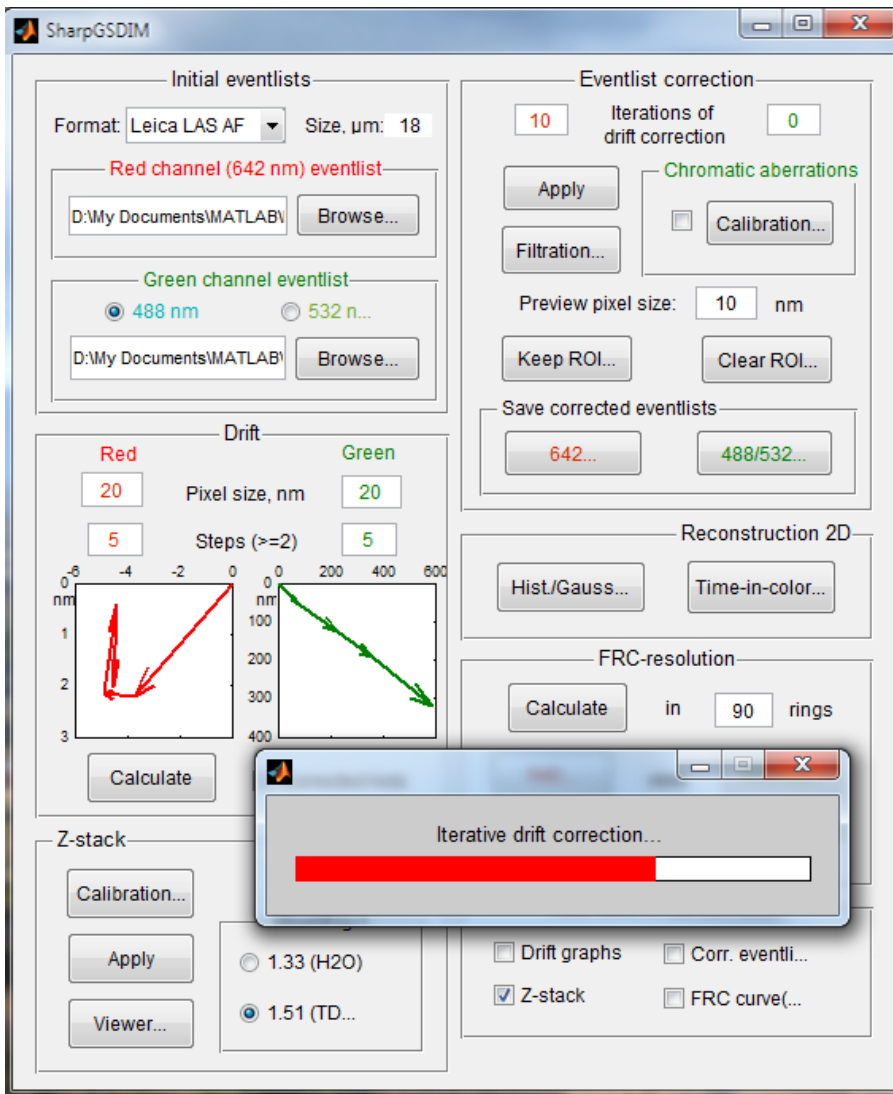 SharpGSDIM
Initial eventlists
Format: Leica LAS AF Size, µm: 18
Red channel (642 nm) eventlist
D:\My Documents\MATLAB\ Browse...
Green channel eventlist
488 nm 532 n...
D:\My Documents\MATLAB\ Browse...
Drift
Red Green
20 Pixel size, nm 20
5 Steps (>=2) 5
-6 -4 -2 0
0
nm
1
2
3
0 200 400 600
0
nm
100
200
300
400
Calculate
Z-stack
Calibration...
Apply
Viewer...
1.33 (H2O)
1.51 (TD...
Eventlist correction
10 Iterations of 0
drift correction
Apply
Filtration...
Chromatic aberrations
Calibration...
Preview pixel size: 10 nm
Keep ROI... Clear ROI...
Save corrected eventlists
642... 488/532...
Reconstruction 2D
Hist./Gauss... Time-in-color...
FRC-resolution
Calculate in 90 rings
Iterative drift correction...
Drift graphs Corr. eventli...
Z-stack FRC curve(...